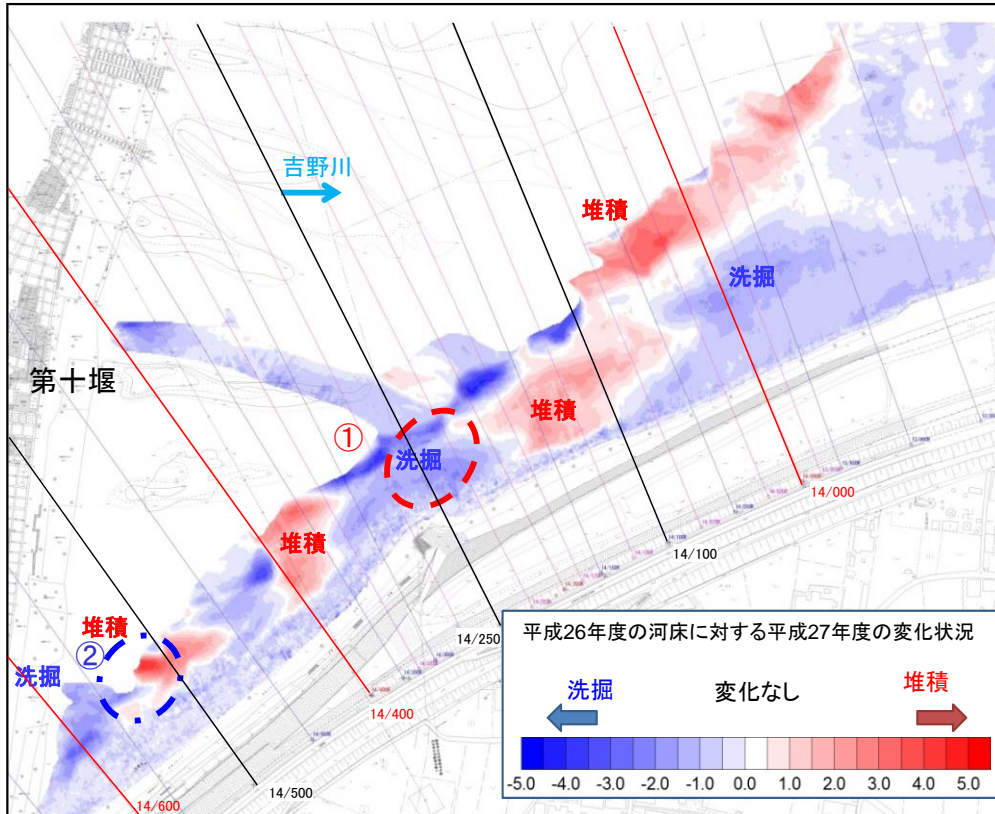 吉野川
堆積
洗掘
第十堰
①
洗掘
堆積
堆積
堆積
②
洗掘
14/000
14/100
14/250
14/400
14/500
14/600
平成26年度の河床に対する平成27年度の変化状況
洗掘
変化なし
堆積
-5.0 -4.0 -3.0 -2.0 -1.0 0.0 1.0 2.0 3.0 4.0 5.0